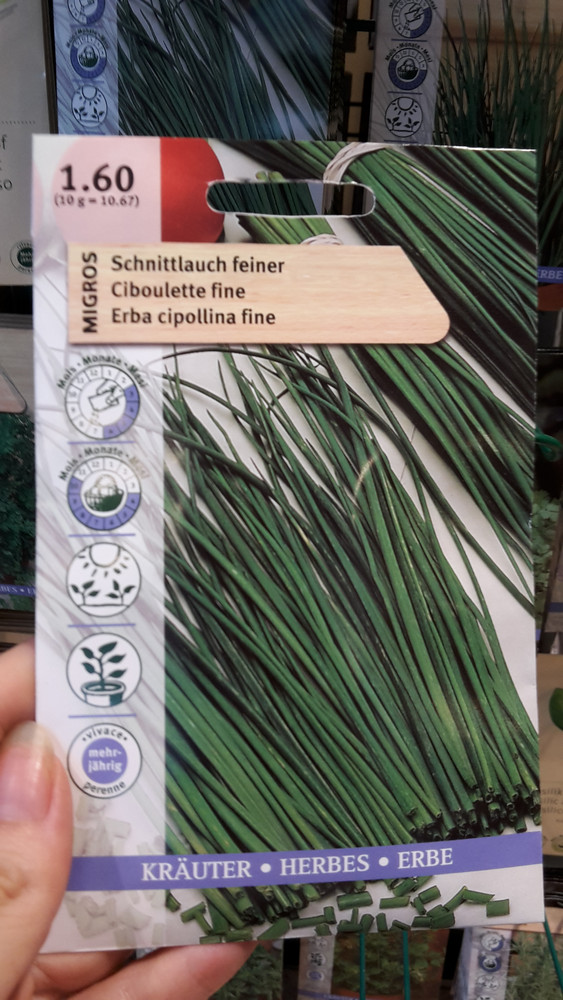 1.60
(10 g = 10.67)
MIGROS
Schnittlauch feiner
Ciboulette fine
Erba cipollina fine
Mois • Monate • Mesi
Mois • Monate • Mesi
• vivace •
mehr-
jährig
perenne
KRÄUTER • HERBES • ERBE